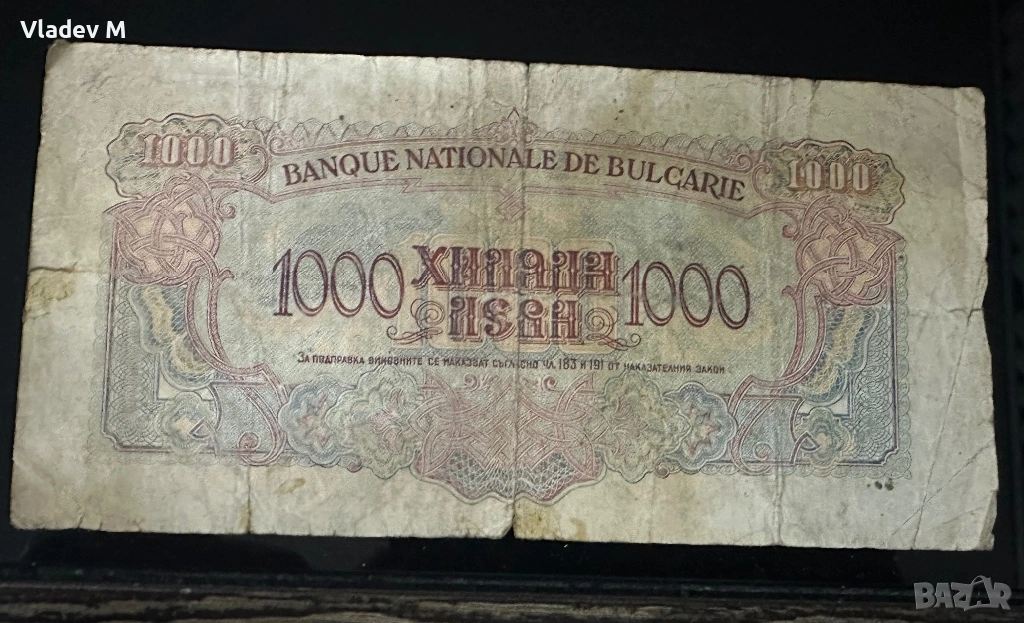 Vladev M
1000 1000
BANQUE NATIONALE DE BULGARIE
1000 ХИЛЯДИ 1000
ЛЕВА
ЗА ПОДПРАВКА ВИНОВНИТЕ СЕ НАКАЗВАТ СЪГЛАСНО ЧЛ. 183 И 191 ОТ НАКАЗАТЕЛНИЯ ЗАКОН
BAZAR